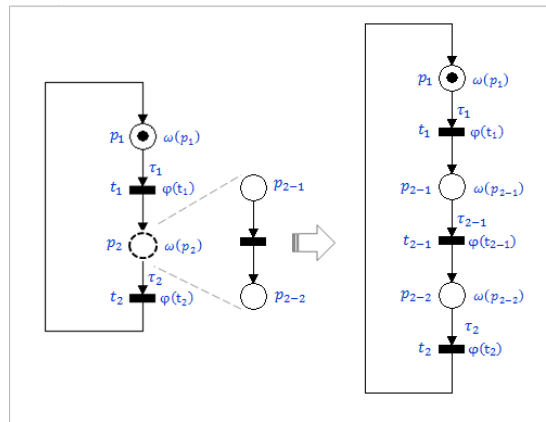 p₁ ω(p₁)
τ₁
t₁ φ(t₁)
p₂ ω(p₂)
τ₂
t₂ φ(t₂)
p₂₋₁
p₂₋₂
p₁ ω(p₁)
τ₁
t₁ φ(t₁)
p₂₋₁ ω(p₂₋₁)
τ₂₋₁
t₂₋₁ φ(t₂₋₁)
p₂₋₂ ω(p₂₋₂)
τ₂
t₂ φ(t₂)